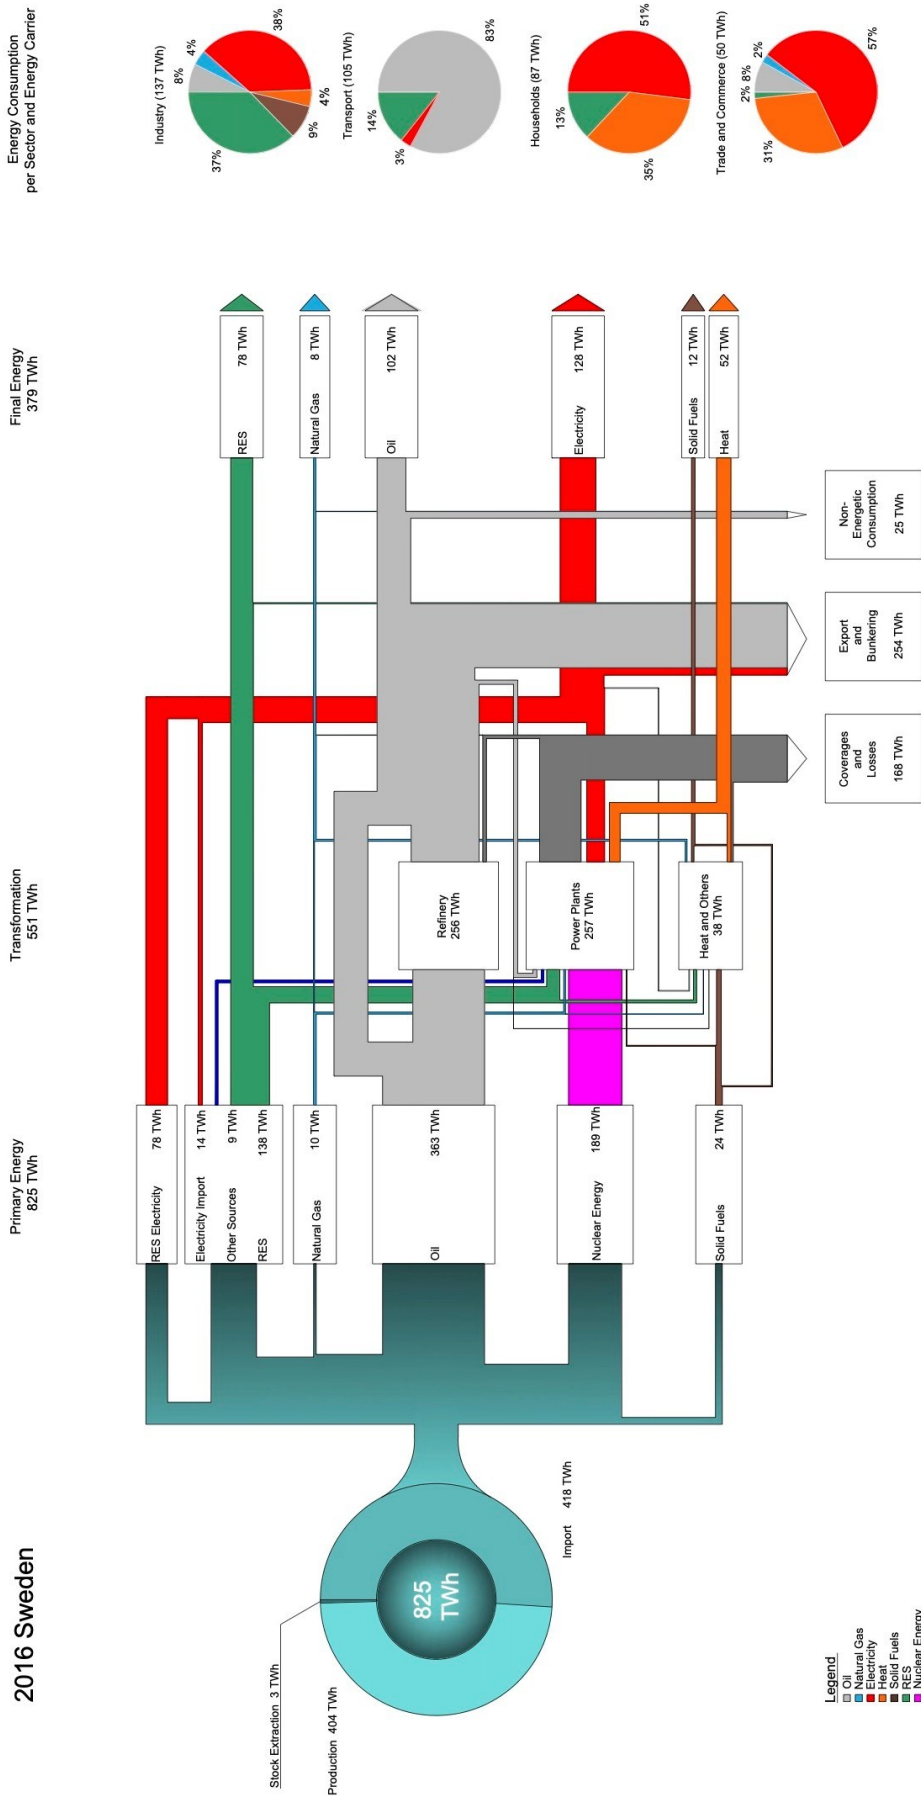 2016 Sweden
Primary Energy
825 TWh
Transformation
551 TWh
Final Energy
379 TWh
Energy Consumption
per Sector and Energy Carrier
Stock Extraction 3 TWh
Production 404 TWh
825
TWh
Import 418 TWh
RES Electricity 78 TWh
Electricity Import 14 TWh
Other Sources 9 TWh
RES 138 TWh
Natural Gas 10 TWh
Oil 363 TWh
Nuclear Energy 189 TWh
Solid Fuels 24 TWh
Refinery
256 TWh
Power Plants
257 TWh
Heat and Others
38 TWh
RES 78 TWh
Natural Gas 8 TWh
Oil 102 TWh
Electricity 128 TWh
Solid Fuels 12 TWh
Heat 52 TWh
Coverages
and
Losses
168 TWh
Export
and
Bunkering
254 TWh
Non-
Energetic
Consumption
25 TWh
Industry (137 TWh)
37%
8%
4%
38%
4%
9%
Transport (105 TWh)
14%
83%
3%
Households (87 TWh)
13%
51%
35%
Trade and Commerce (50 TWh)
2%
8%
2%
57%
31%
Legend
Oil
Natural Gas
Electricity
Heat
Solid Fuels
RES
Nuclear Energy